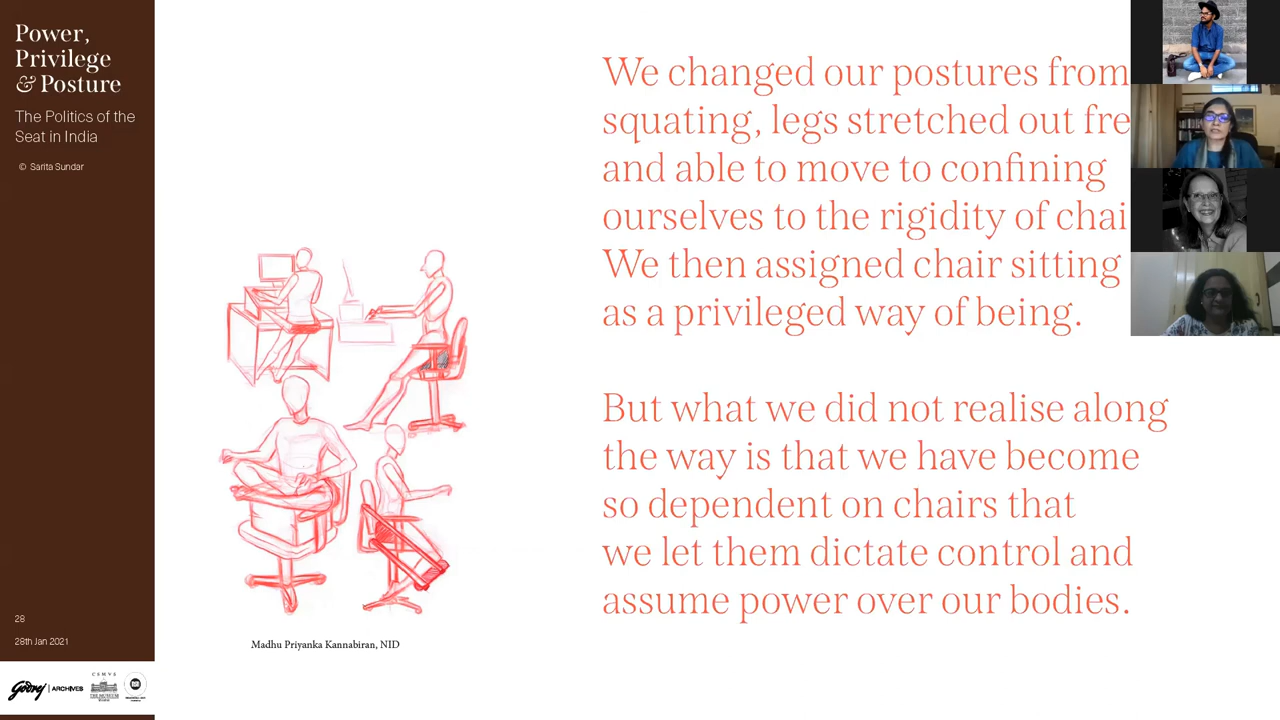 Power,
Privilege
& Posture
The Politics of the
Seat in India
© Sarita Sundar
We changed our postures from
squating, legs stretched out fre
and able to move to confining
ourselves to the rigidity of chai
We then assigned chair sitting
as a privileged way of being.
But what we did not realise along
the way is that we have become
so dependent on chairs that
we let them dictate control and
assume power over our bodies.
Madhu Priyanka Kannabiran, NID
28
28th Jan 2021
Godrej | ARCHIVES
CSMVS
THE MUSEUM